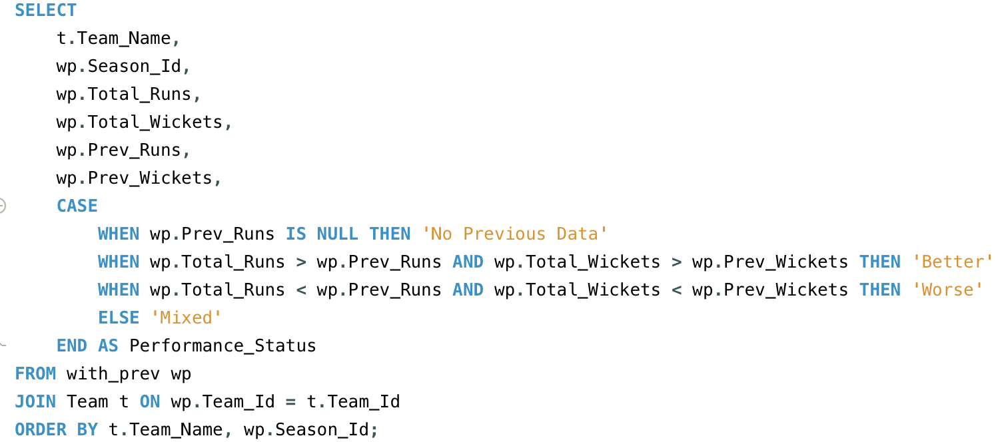 SELECT
    t.Team_Name,
    wp.Season_Id,
    wp.Total_Runs,
    wp.Total_Wickets,
    wp.Prev_Runs,
    wp.Prev_Wickets,
    CASE
        WHEN wp.Prev_Runs IS NULL THEN 'No Previous Data'
        WHEN wp.Total_Runs > wp.Prev_Runs AND wp.Total_Wickets > wp.Prev_Wickets THEN 'Better'
        WHEN wp.Total_Runs < wp.Prev_Runs AND wp.Total_Wickets < wp.Prev_Wickets THEN 'Worse'
        ELSE 'Mixed'
    END AS Performance_Status
FROM with_prev wp
JOIN Team t ON wp.Team_Id = t.Team_Id
ORDER BY t.Team_Name, wp.Season_Id;